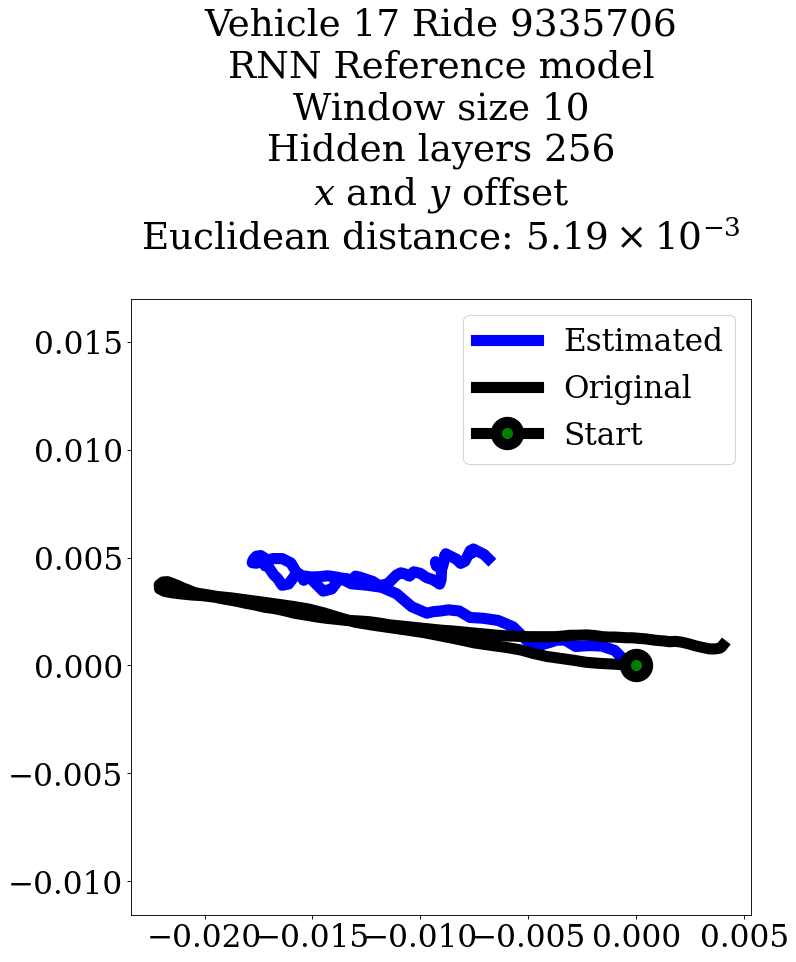 Vehicle 17 Ride 9335706
RNN Reference model
Window size 10
Hidden layers 256
x and y offset
Euclidean distance: 5.19 × 10⁻³
Estimated
Original
Start
0.015
0.010
0.005
0.000
−0.005
−0.010
−0.020 −0.015 −0.010 −0.005 0.000 0.005